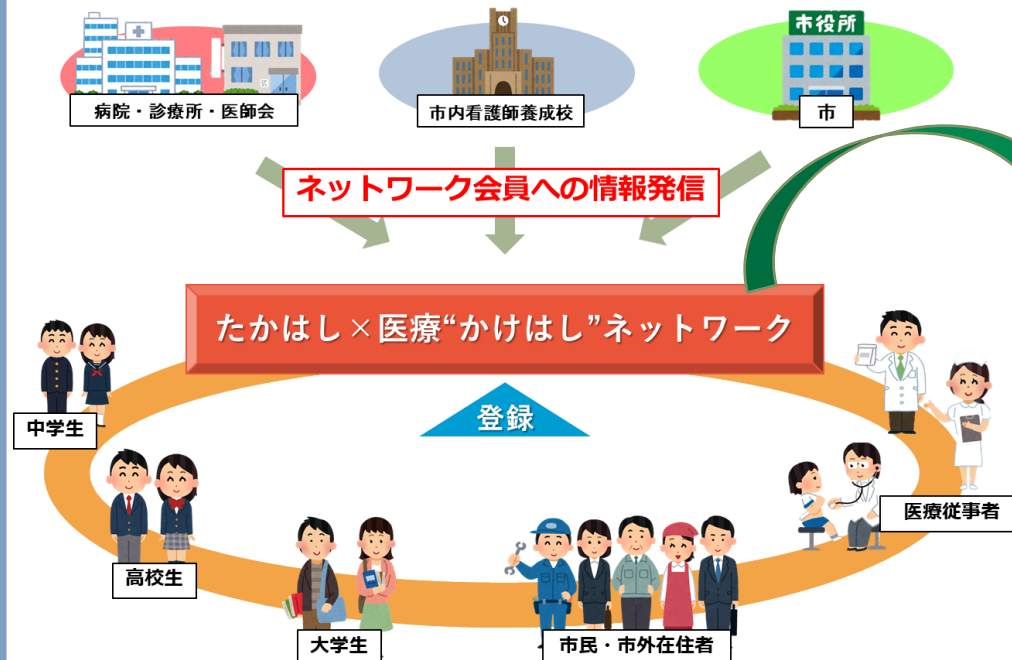 市役所
病院・診療所・医師会
市内看護師養成校
市
ネットワーク会員への情報発信
たかはし×医療“かけはし”ネットワーク
登録
中学生
高校生
大学生
市民・市外在住者
医療従事者